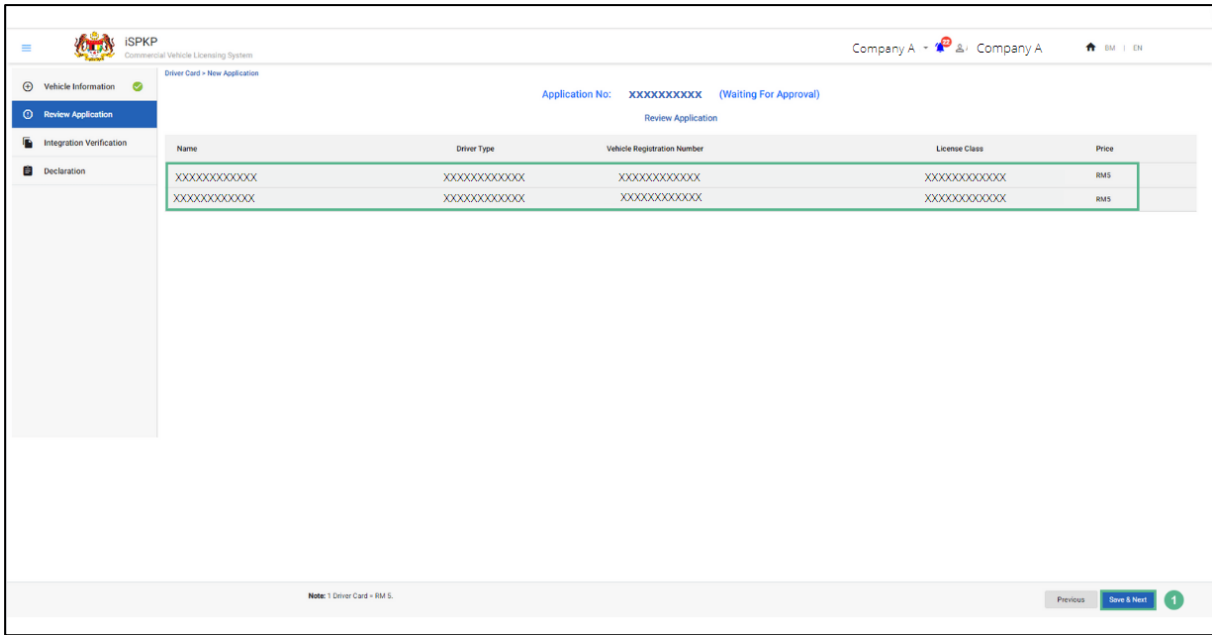 iSPKP
Commercial Vehicle Licensing System
Company A
22
Company A
BM | EN
Vehicle Information
Review Application
Integration Verification
Declaration
Driver Card > New Application
Application No: XXXXXXXXXX (Waiting For Approval)
Review Application
Name Driver Type Vehicle Registration Number License Class Price
XXXXXXXXXXXX XXXXXXXXXXXX XXXXXXXXXXXX XXXXXXXXXXXX RM5
XXXXXXXXXXXX XXXXXXXXXXXX XXXXXXXXXXXX XXXXXXXXXXXX RM5
Note: 1 Driver Card = RM 5.
Previous Save & Next 1